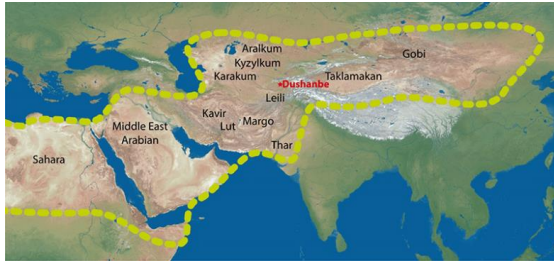 Gobi
Aralkum
Kyzylkum
Karakum
Taklamakan
Dushanbe
Leili
Kavir
Lut
Margo
Middle East
Arabian
Thar
Sahara